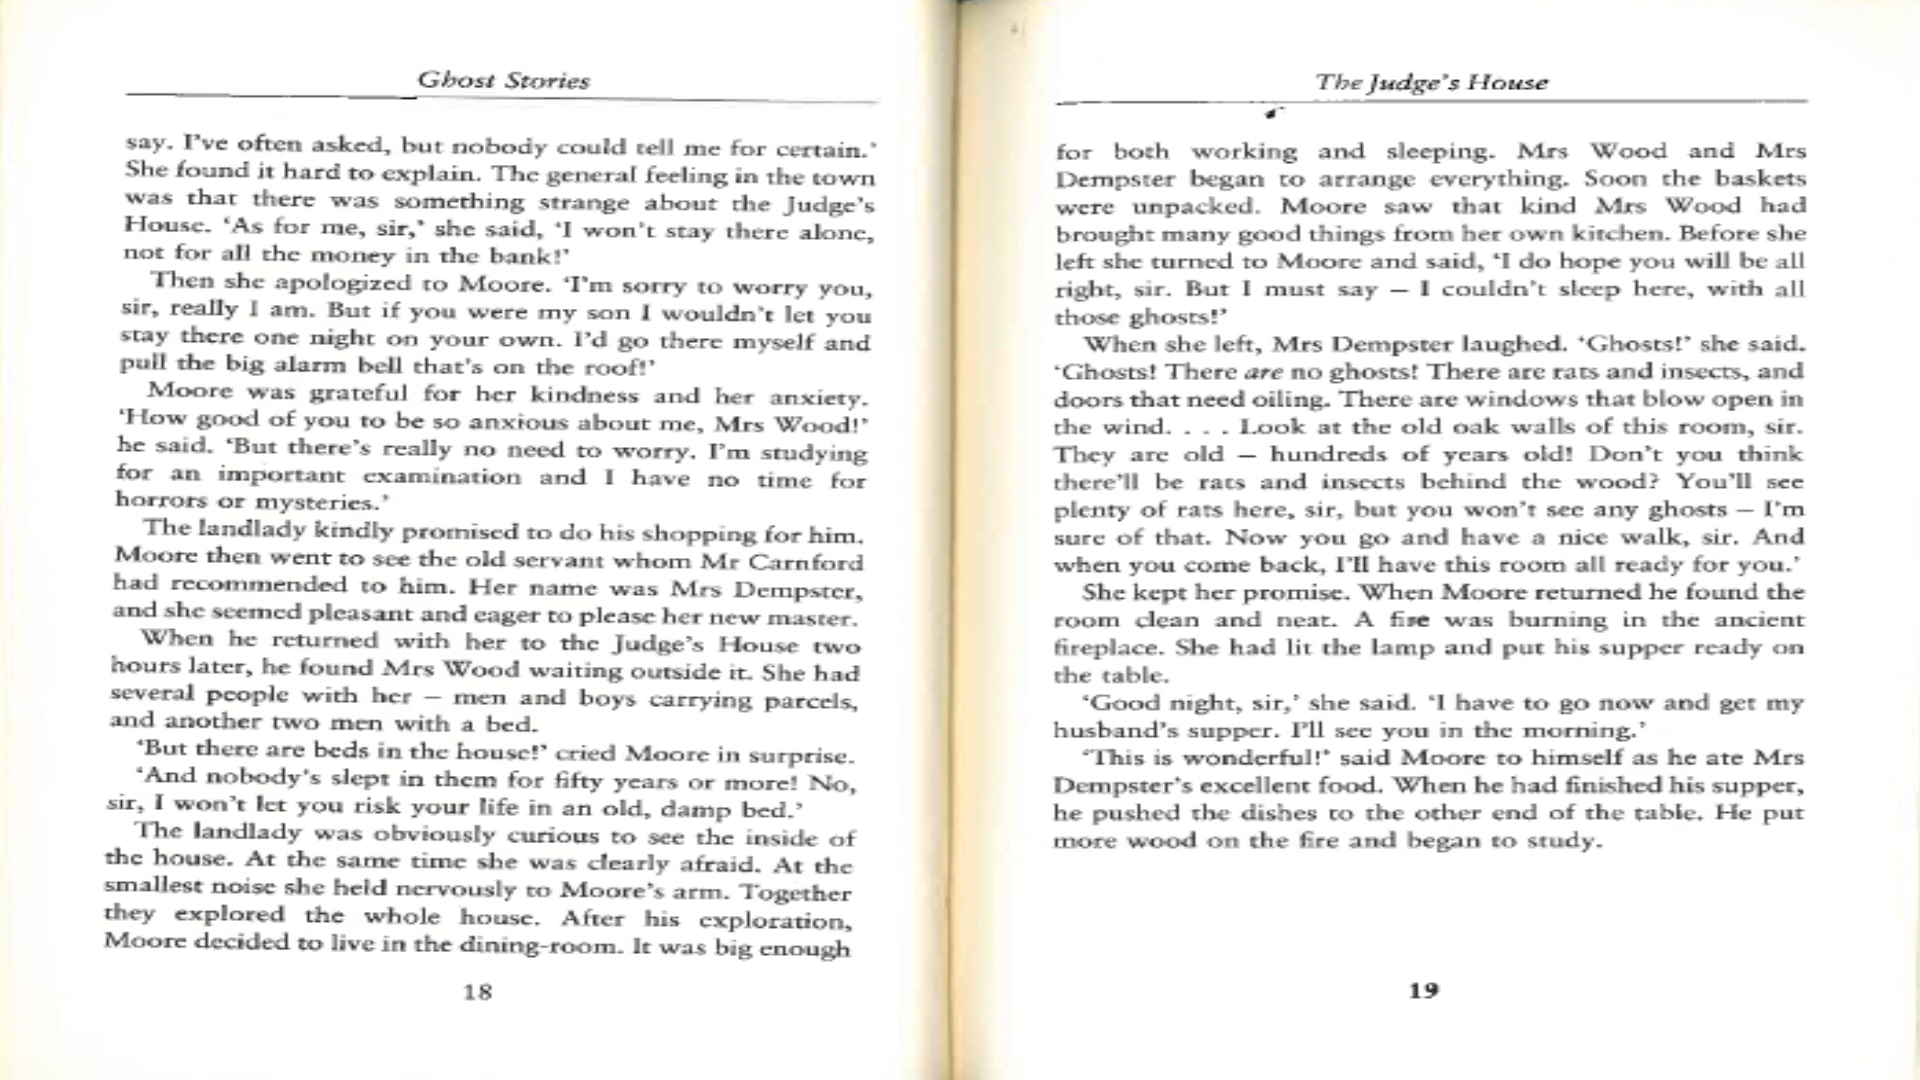 Ghost Stories
say. I've often asked, but nobody could tell me for certain.'
She found it hard to explain. The general feeling in the town
was that there was something strange about the Judge's
House. 'As for me, sir,' she said, 'I won't stay there alone,
not for all the money in the bank!'
Then she apologized to Moore. 'I'm sorry to worry you,
sir, really I am. But if you were my son I wouldn't let you
stay there one night on your own. I'd go there myself and
pull the big alarm bell that's on the roof!'
Moore was grateful for her kindness and her anxiety.
'How good of you to be so anxious about me, Mrs Wood!'
he said. 'But there's really no need to worry. I'm studying
for an important examination and I have no time for
horrors or mysteries.'
The landlady kindly promised to do his shopping for him.
Moore then went to see the old servant whom Mr Carnford
had recommended to him. Her name was Mrs Dempster,
and she seemed pleasant and eager to please her new master.
When he returned with her to the Judge's House two
hours later, he found Mrs Wood waiting outside it. She had
several people with her – men and boys carrying parcels,
and another two men with a bed.
'But there are beds in the house!' cried Moore in surprise.
'And nobody's slept in them for fifty years or more! No,
sir, I won't let you risk your life in an old, damp bed.'
The landlady was obviously curious to see the inside of
the house. At the same time she was clearly afraid. At the
smallest noise she held nervously to Moore's arm. Together
they explored the whole house. After his exploration,
Moore decided to live in the dining-room. It was big enough
18
The Judge's House
for both working and sleeping. Mrs Wood and Mrs
Dempster began to arrange everything. Soon the baskets
were unpacked. Moore saw that kind Mrs Wood had
brought many good things from her own kitchen. Before she
left she turned to Moore and said, 'I do hope you will be all
right, sir. But I must say – I couldn't sleep here, with all
those ghosts!'
When she left, Mrs Dempster laughed. 'Ghosts!' she said.
'Ghosts! There are no ghosts! There are rats and insects, and
doors that need oiling. There are windows that blow open in
the wind. . . . Look at the old oak walls of this room, sir.
They are old – hundreds of years old! Don't you think
there'll be rats and insects behind the wood? You'll see
plenty of rats here, sir, but you won't see any ghosts – I'm
sure of that. Now you go and have a nice walk, sir. And
when you come back, I'll have this room all ready for you.'
She kept her promise. When Moore returned he found the
room clean and neat. A fire was burning in the ancient
fireplace. She had lit the lamp and put his supper ready on
the table.
'Good night, sir,' she said. 'I have to go now and get my
husband's supper. I'll see you in the morning.'
'This is wonderful!' said Moore to himself as he ate Mrs
Dempster's excellent food. When he had finished his supper,
he pushed the dishes to the other end of the table. He put
more wood on the fire and began to study.
19